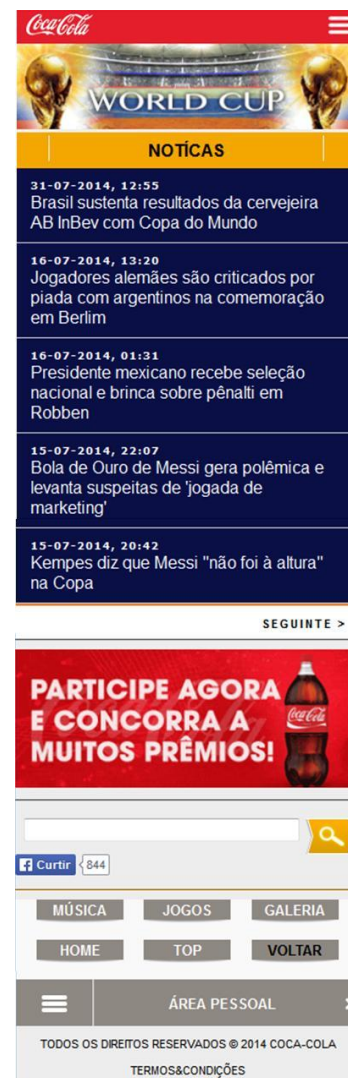 Coca-Cola
WORLD CUP
NOTÍCAS
31-07-2014, 12:55
Brasil sustenta resultados da cervejeira
AB InBev com Copa do Mundo
16-07-2014, 13:20
Jogadores alemães são criticados por
piada com argentinos na comemoração
em Berlim
16-07-2014, 01:31
Presidente mexicano recebe seleção
nacional e brinca sobre pênalti em
Robben
15-07-2014, 22:07
Bola de Ouro de Messi gera polêmica e
levanta suspeitas de 'jogada de
marketing'
15-07-2014, 20:42
Kempes diz que Messi "não foi à altura"
na Copa
SEGUINTE >
PARTICIPE AGORA
E CONCORRA A
MUITOS PRÊMIOS!
Coca-Cola
Curtir 844
MÚSICA JOGOS GALERIA
HOME TOP VOLTAR
ÁREA PESSOAL
TODOS OS DIREITOS RESERVADOS © 2014 COCA-COLA
TERMOS&CONDIÇÕES